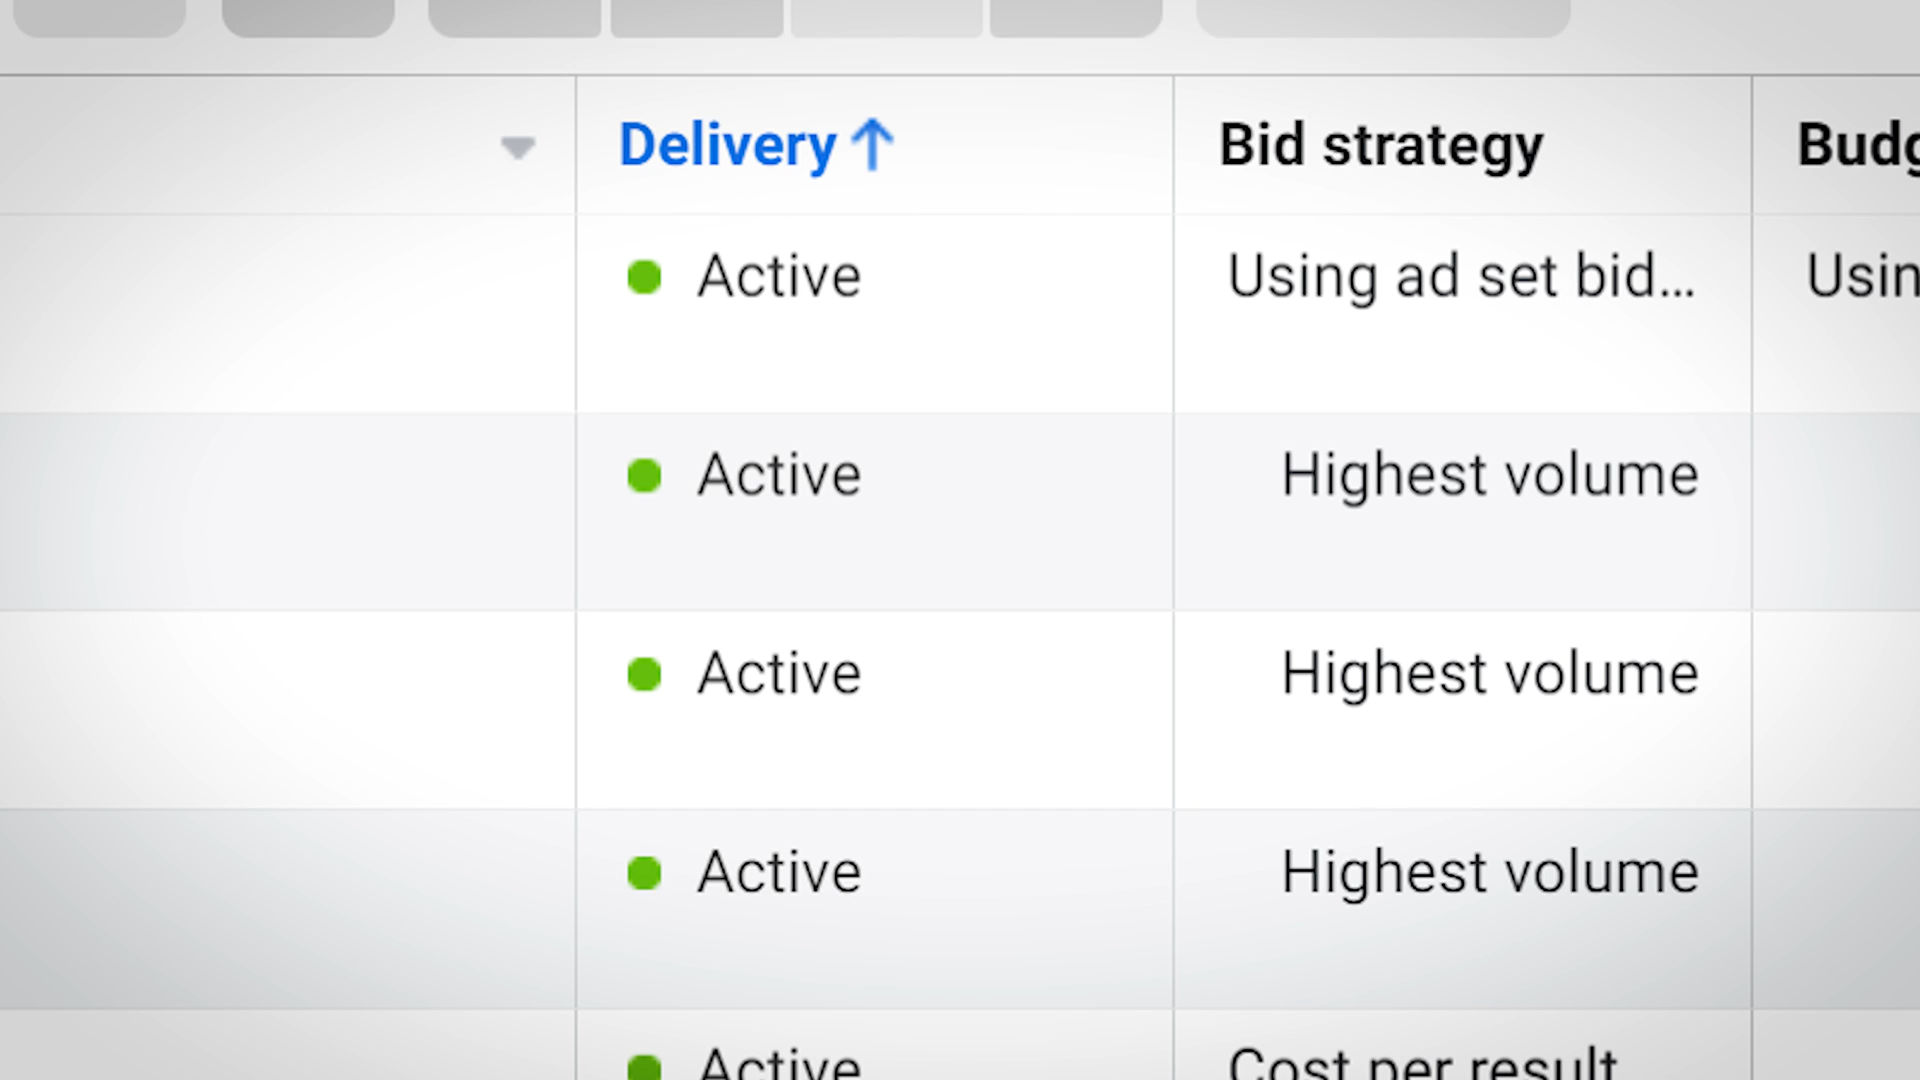 Delivery Bid strategy
Active Using ad set bid...
Active Highest volume
Active Highest volume
Active Highest volume
Active Cost per result